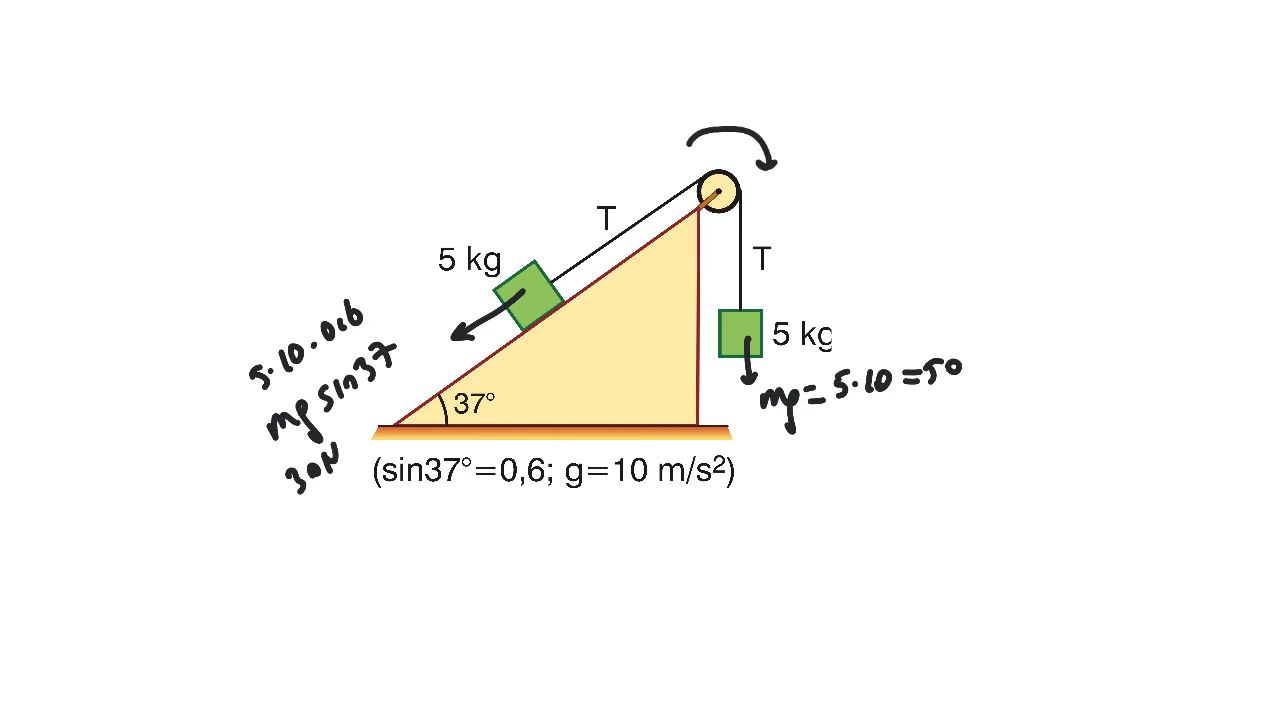 T
5 kg
T
5 kg
5.10.0,6
mg sin37
30N
mg = 5.10 = 50
37°
(sin37°=0,6; g=10 m/s²)